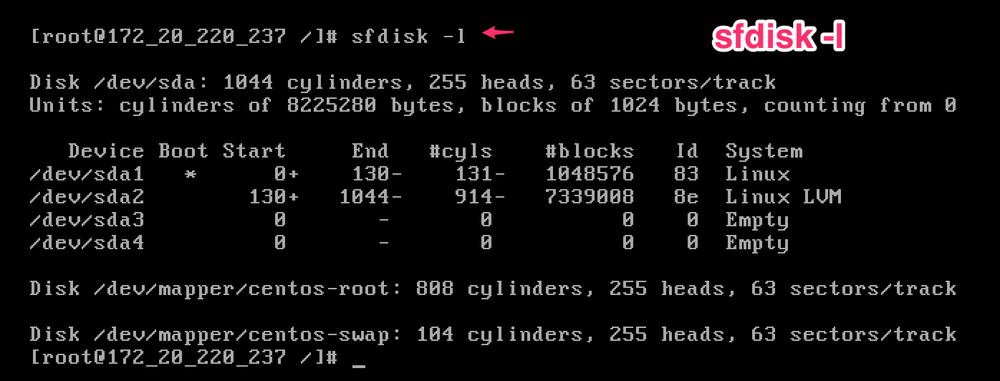 [root@172_20_220_237 /]# sfdisk -l
sfdisk -l
Disk /dev/sda: 1044 cylinders, 255 heads, 63 sectors/track
Units: cylinders of 8225280 bytes, blocks of 1024 bytes, counting from 0
Device Boot Start End #cyls #blocks Id System
/dev/sda1 * 0+ 130- 131- 1048576 83 Linux
/dev/sda2 130+ 1044- 914- 7339008 8e Linux LVM
/dev/sda3 0 - 0 0 0 Empty
/dev/sda4 0 - 0 0 0 Empty
Disk /dev/mapper/centos-root: 808 cylinders, 255 heads, 63 sectors/track
Disk /dev/mapper/centos-swap: 104 cylinders, 255 heads, 63 sectors/track
[root@172_20_220_237 /]# _